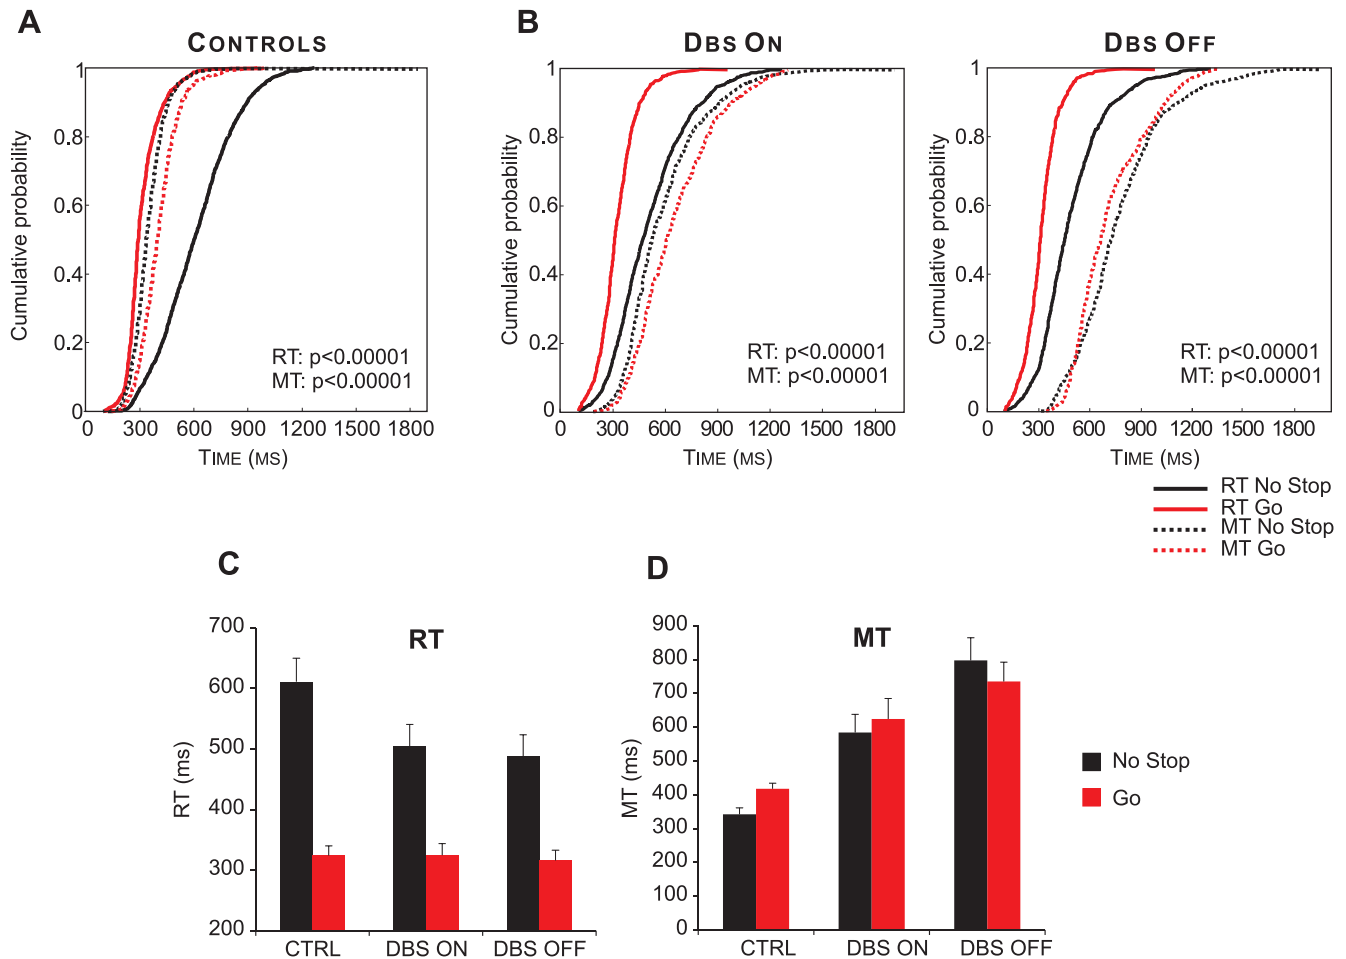 A
CONTROLS
Cumulative probability
1
0.8
0.6
0.4
0.2
0
RT: p<0.00001
MT: p<0.00001
0 300 600 900 1200 1500 1800
TIME (MS)
B
DBS ON
Cumulative probability
1
0.8
0.6
0.4
0.2
0
RT: p<0.00001
MT: p<0.00001
0 300 600 900 1200 1500 1800
TIME (MS)
DBS OFF
Cumulative probability
1
0.8
0.6
0.4
0.2
0
RT: p<0.00001
MT: p<0.00001
0 300 600 900 1200 1500 1800
TIME (MS)
RT No Stop
RT Go
MT No Stop
MT Go
C
RT
RT (ms)
700
600
500
400
300
200
CTRL DBS ON DBS OFF
D
MT
MT (ms)
900
800
700
600
500
400
300
200
100
0
CTRL DBS ON DBS OFF
No Stop
Go